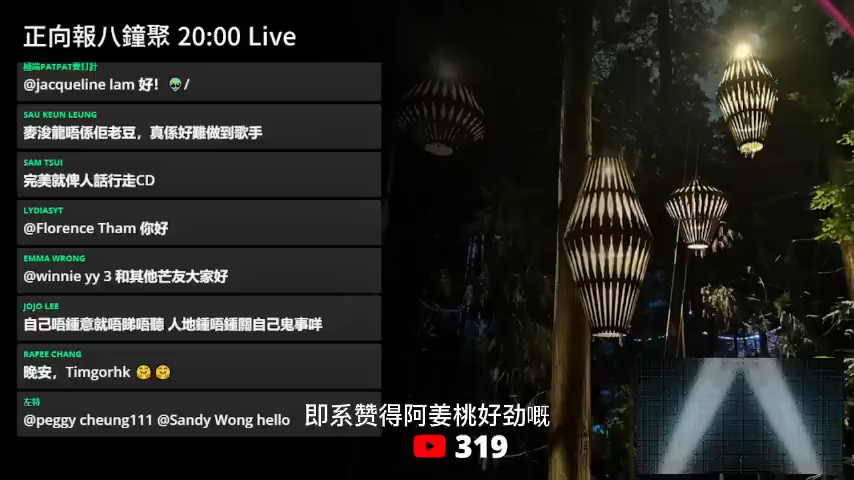 正向報八鐘聚 20:00 Live
極端PATPAT要打針
@jacqueline lam 好！ 👽/
SAU KEUN LEUNG
麥浚龍唔係佢老豆，真係好難做到歌手
SAM TSUI
完美就俾人話行走CD
LYDIASYT
@Florence Tham 你好
EMMA WRONG
@winnie yy 3 和其他芒友大家好
JOJO LEE
自己唔鍾意就唔睇唔聽 人地鍾唔鍾關自己鬼事咩
RAFEE CHANG
晚安，Timgorhk 🤗 🤗
左特
@peggy cheung111 @Sandy Wong hello
即系赞得阿姜桃好劲嘅
319